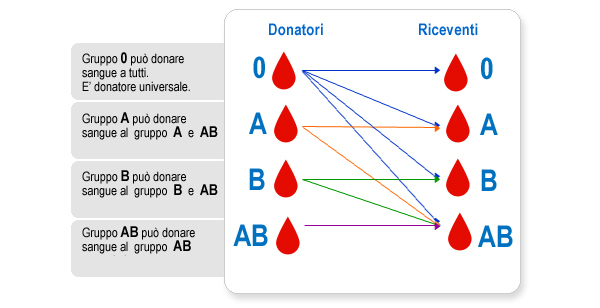 Donatori
Riceventi
Gruppo 0 può donare
sangue a tutti.
E' donatore universale.
0
0
Gruppo A può donare
sangue al gruppo A e AB
A
A
Gruppo B può donare
sangue al gruppo B e AB
B
B
Gruppo AB può donare
sangue al gruppo AB
AB
AB